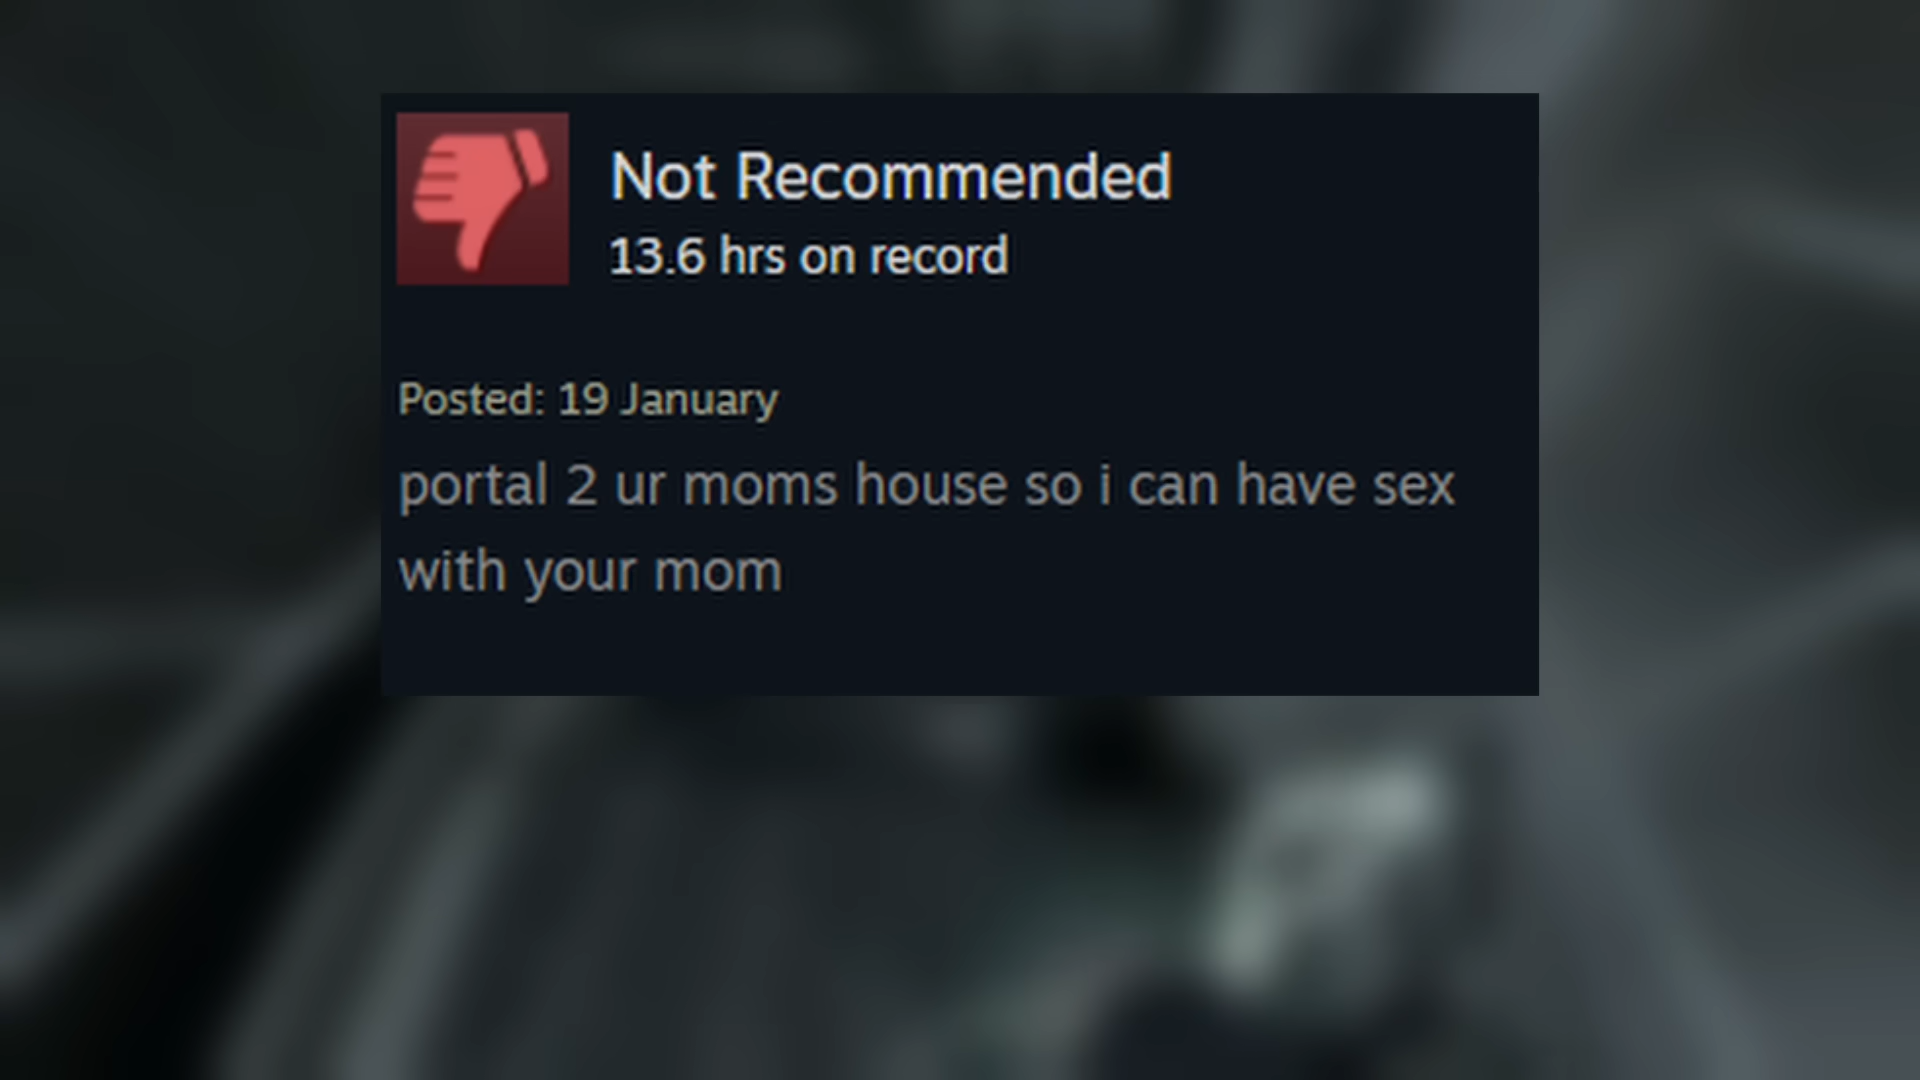 Not Recommended
13.6 hrs on record
Posted: 19 January
portal 2 ur moms house so i can have sex
with your mom